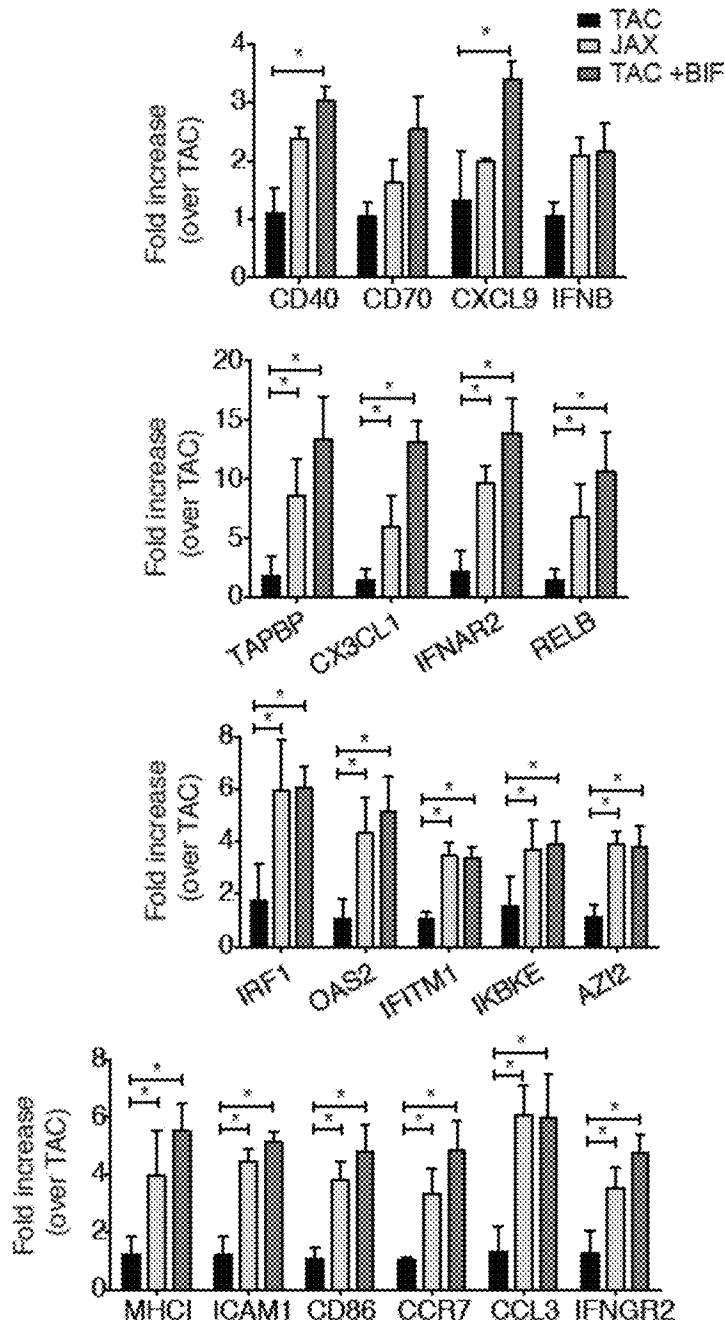 TAC
JAX
TAC +BIF
Fold increase
(over TAC)
4
3
2
1
0
* *
CD40 CD70 CXCL9 IFNB
Fold increase
(over TAC)
20
15
10
5
0
* * * *
* * * *
TAPBP CX3CL1 IFNAR2 RELB
Fold increase
(over TAC)
8
6
4
2
0
* * * * *
* * * * *
IRF1 OAS2 IFITM1 IKBKE AZI2
Fold increase
(over TAC)
8
6
4
2
0
* * * * * *
* * * * * *
MHCI ICAM1 CD86 CCR7 CCL3 IFNGR2